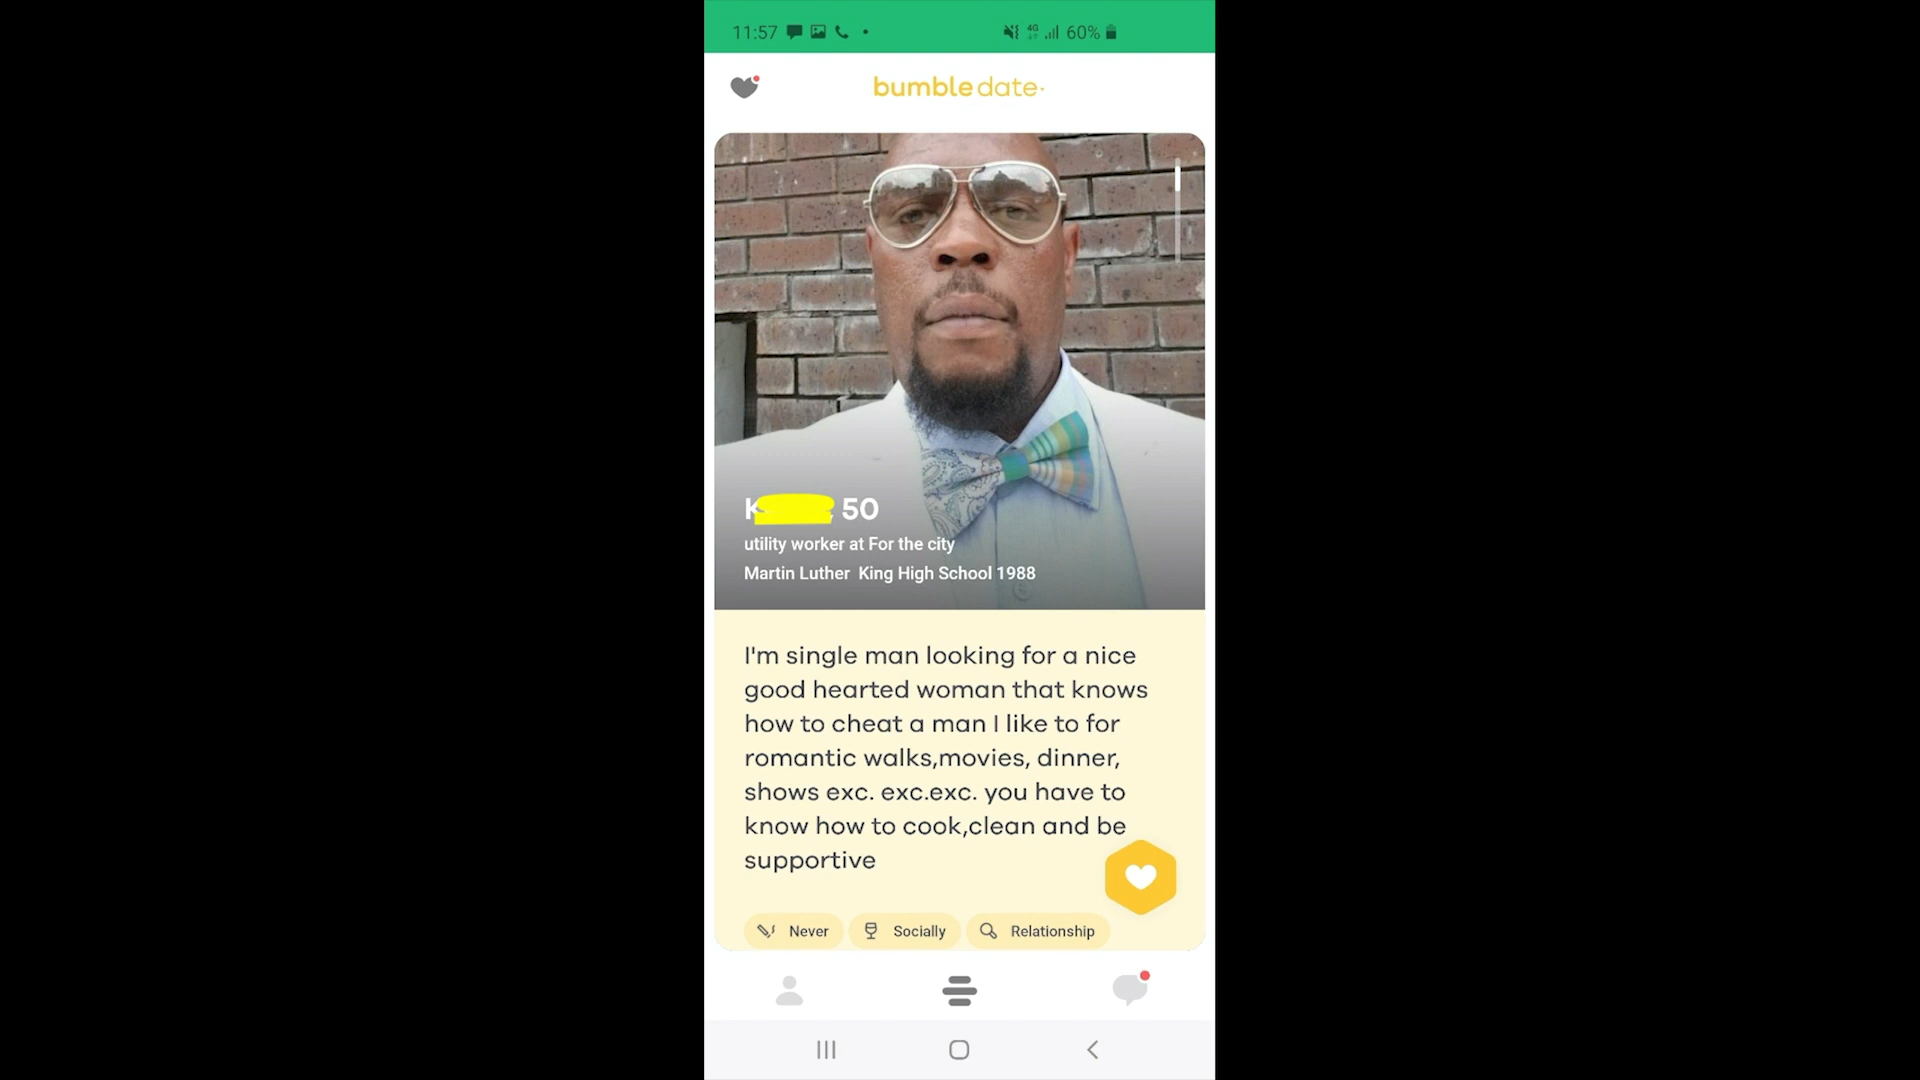 11:57
4G
60%
bumble date
50
utility worker at For the city
Martin Luther King High School 1988
I'm single man looking for a nice
good hearted woman that knows
how to cheat a man I like to for
romantic walks,movies, dinner,
shows exc. exc.exc. you have to
know how to cook,clean and be
supportive
Never
Socially
Relationship